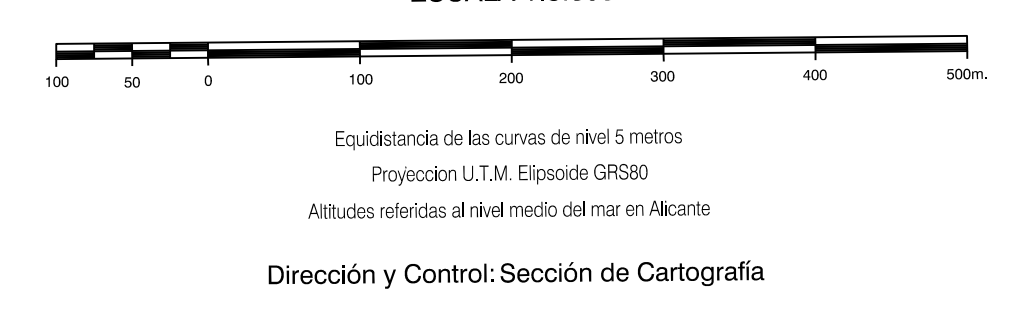 100 50 0 100 200 300 400 500m.
Equidistancia de las curvas de nivel 5 metros
Proyeccion U.T.M. Elipsoide GRS80
Altitudes referidas al nivel medio del mar en Alicante
Dirección y Control: Sección de Cartografía